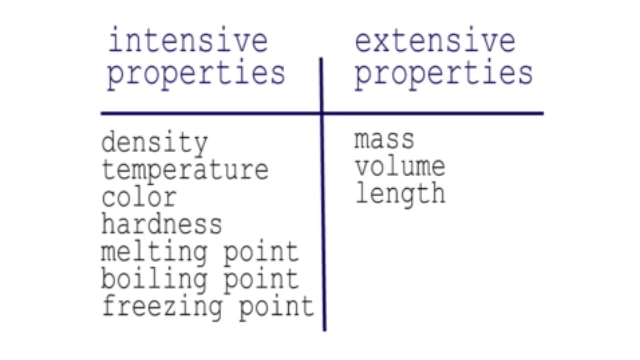 intensive
properties
extensive
properties
density
temperature
color
hardness
melting point
boiling point
freezing point
mass
volume
length